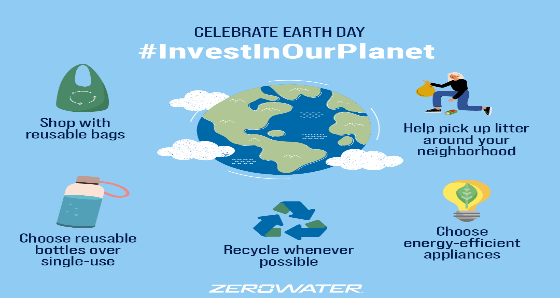 CELEBRATE EARTH DAY
#InvestInOurPlanet
Shop with
reusable bags
Help pick up litter
around your
neighborhood
Choose reusable
bottles over
single-use
Recycle whenever
possible
Choose
energy-efficient
appliances
ZEROWATER